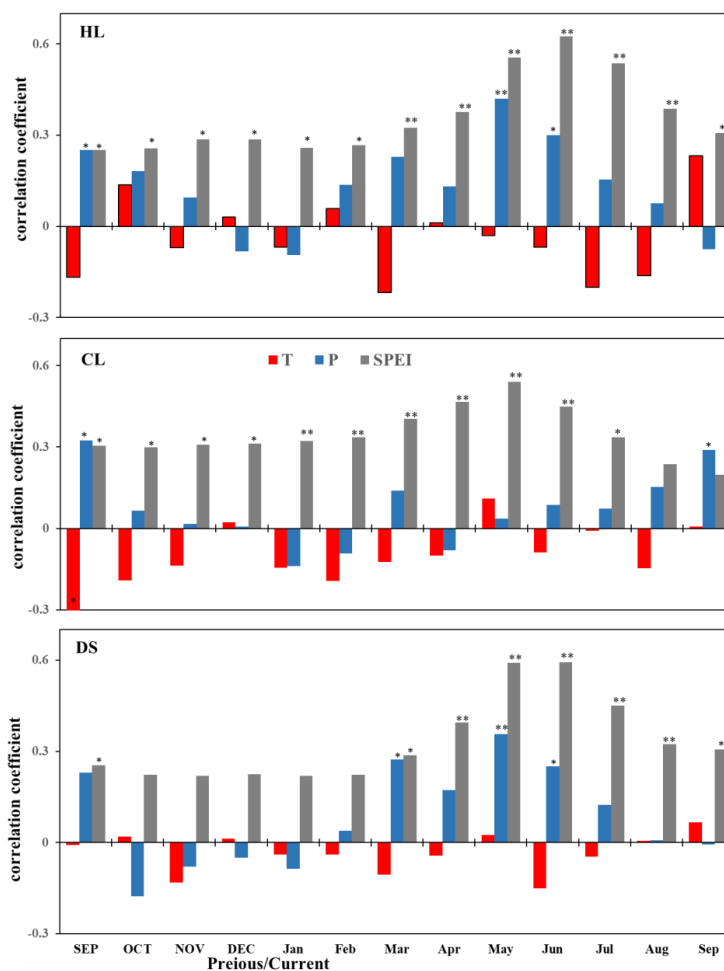 HL
correlation coefficient
0.6
0.3
0
-0.3
* * * * * * * ** ** ** ** ** * ** ** *
CL
T P SPEI
correlation coefficient
0.6
0.3
0
-0.3
* * * * * * ** ** ** ** ** ** * *
DS
correlation coefficient
0.6
0.3
0
-0.3
* * * ** ** ** * ** ** ** *
SEP OCT NOV DEC Jan Feb Mar Apr May Jun Jul Aug Sep
Preious/Current